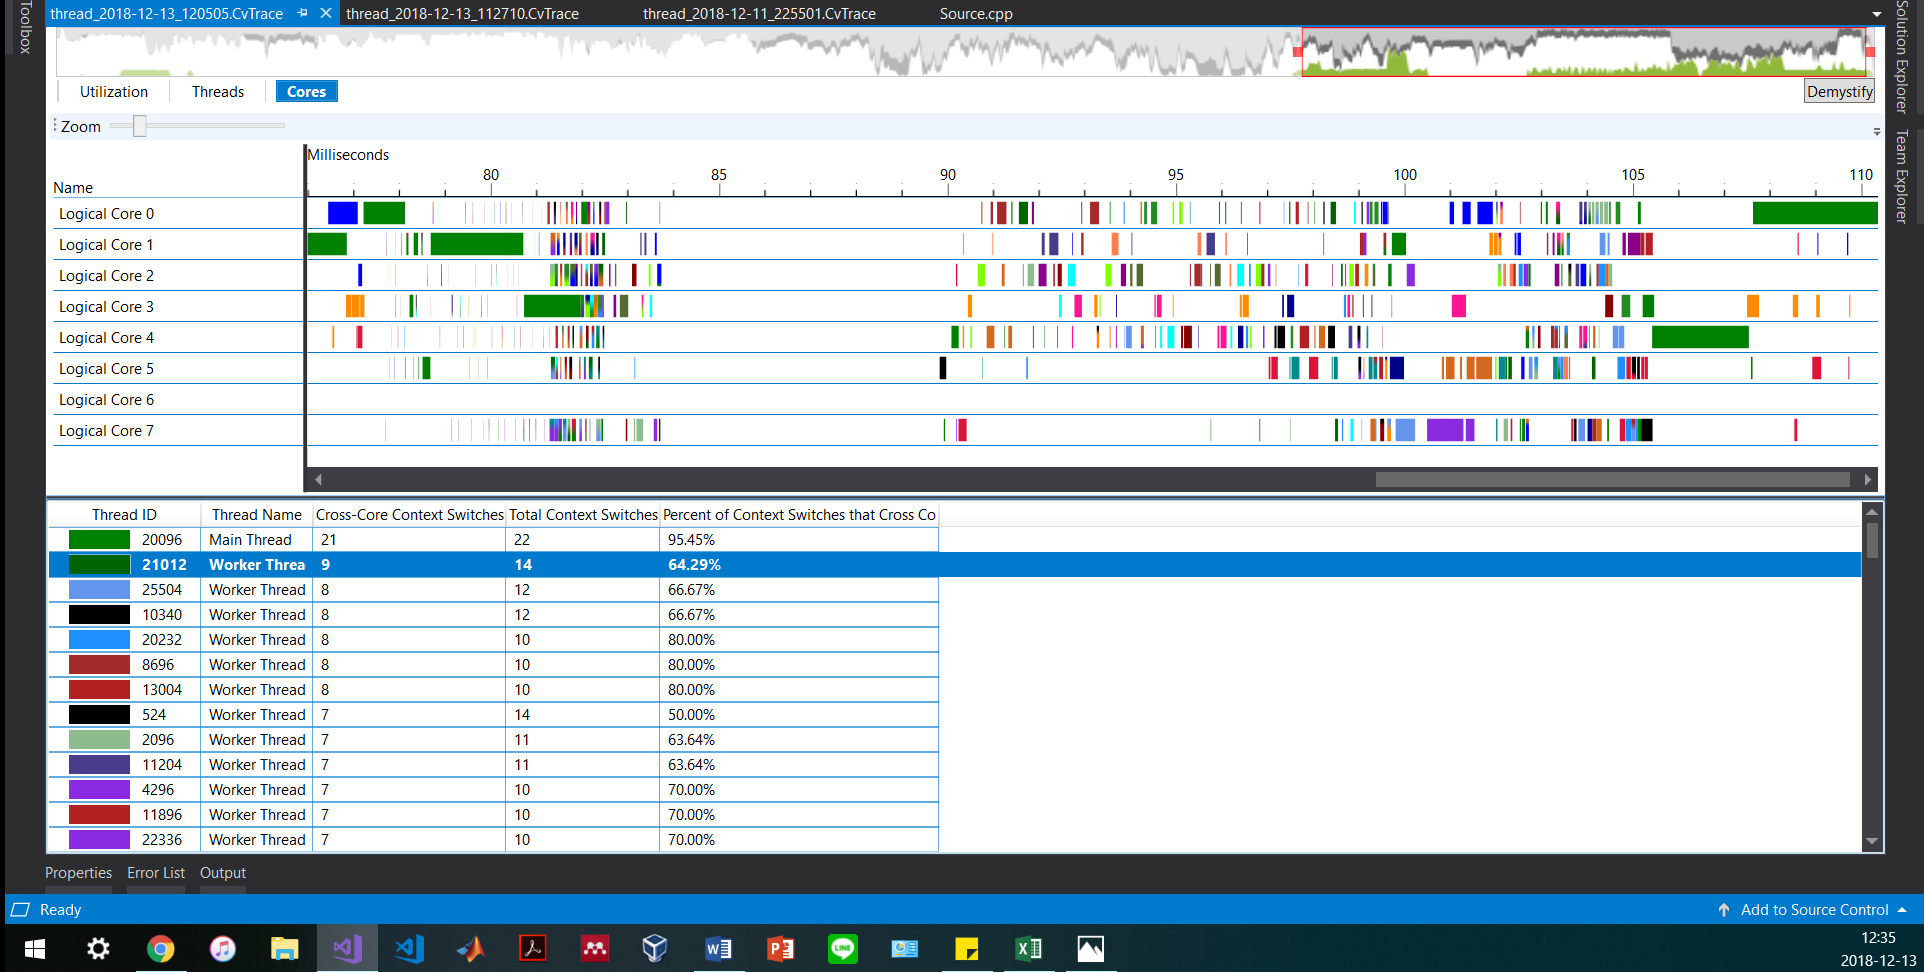 Toolbox
thread_2018-12-13_120505.CvTrace
thread_2018-12-13_112710.CvTrace
thread_2018-12-11_225501.CvTrace
Source.cpp
Solution Explorer
Team Explorer
Utilization
Threads
Cores
Demystify
Zoom
Milliseconds
80 85 90 95 100 105 110
Name
Logical Core 0
Logical Core 1
Logical Core 2
Logical Core 3
Logical Core 4
Logical Core 5
Logical Core 6
Logical Core 7
Thread ID Thread Name Cross-Core Context Switches Total Context Switches Percent of Context Switches that Cross Co
20096 Main Thread 21 22 95.45%
21012 Worker Threa 9 14 64.29%
25504 Worker Thread 8 12 66.67%
10340 Worker Thread 8 12 66.67%
20232 Worker Thread 8 10 80.00%
8696 Worker Thread 8 10 80.00%
13004 Worker Thread 8 10 80.00%
524 Worker Thread 7 14 50.00%
2096 Worker Thread 7 11 63.64%
11204 Worker Thread 7 11 63.64%
4296 Worker Thread 7 10 70.00%
11896 Worker Thread 7 10 70.00%
22336 Worker Thread 7 10 70.00%
Properties Error List Output
Ready
Add to Source Control
LINE
12:35
2018-12-13